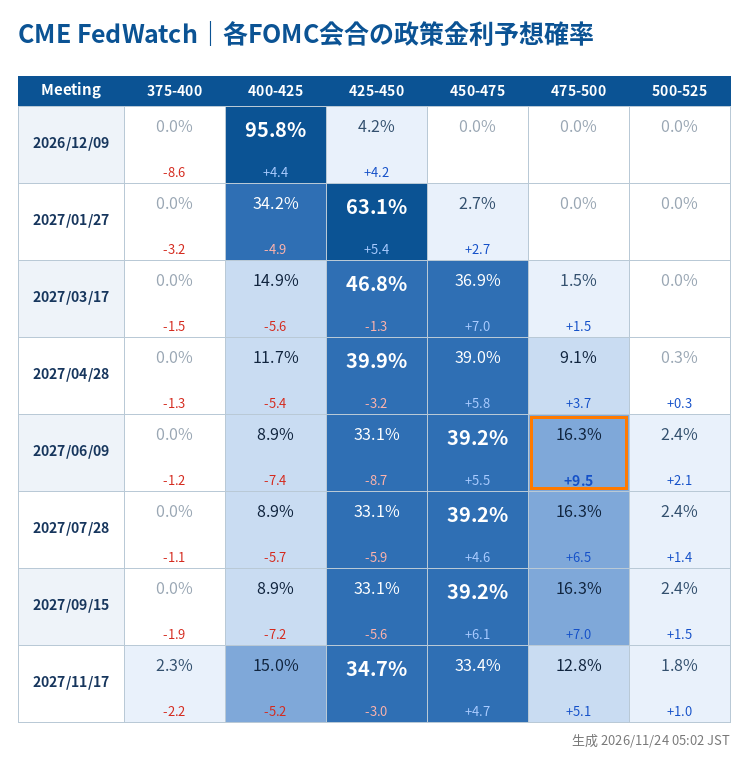 CME FedWatch｜各FOMC会合の政策金利予想確率
Meeting 375-400 400-425 425-450 450-475 475-500 500-525
2026/12/09 0.0% 95.8% 4.2% 0.0% 0.0% 0.0%
-8.6 +4.4 +4.2
2027/01/27 0.0% 34.2% 63.1% 2.7% 0.0% 0.0%
-3.2 -4.9 +5.4 +2.7
2027/03/17 0.0% 14.9% 46.8% 36.9% 1.5% 0.0%
-1.5 -5.6 -1.3 +7.0 +1.5
2027/04/28 0.0% 11.7% 39.9% 39.0% 9.1% 0.3%
-1.3 -5.4 -3.2 +5.8 +3.7 +0.3
2027/06/09 0.0% 8.9% 33.1% 39.2% 16.3% 2.4%
-1.2 -7.4 -8.7 +5.5 +9.5 +2.1
2027/07/28 0.0% 8.9% 33.1% 39.2% 16.3% 2.4%
-1.1 -5.7 -5.9 +4.6 +6.5 +1.4
2027/09/15 0.0% 8.9% 33.1% 39.2% 16.3% 2.4%
-1.9 -7.2 -5.6 +6.1 +7.0 +1.5
2027/11/17 2.3% 15.0% 34.7% 33.4% 12.8% 1.8%
-2.2 -5.2 -3.0 +4.7 +5.1 +1.0
生成 2026/11/24 05:02 JST